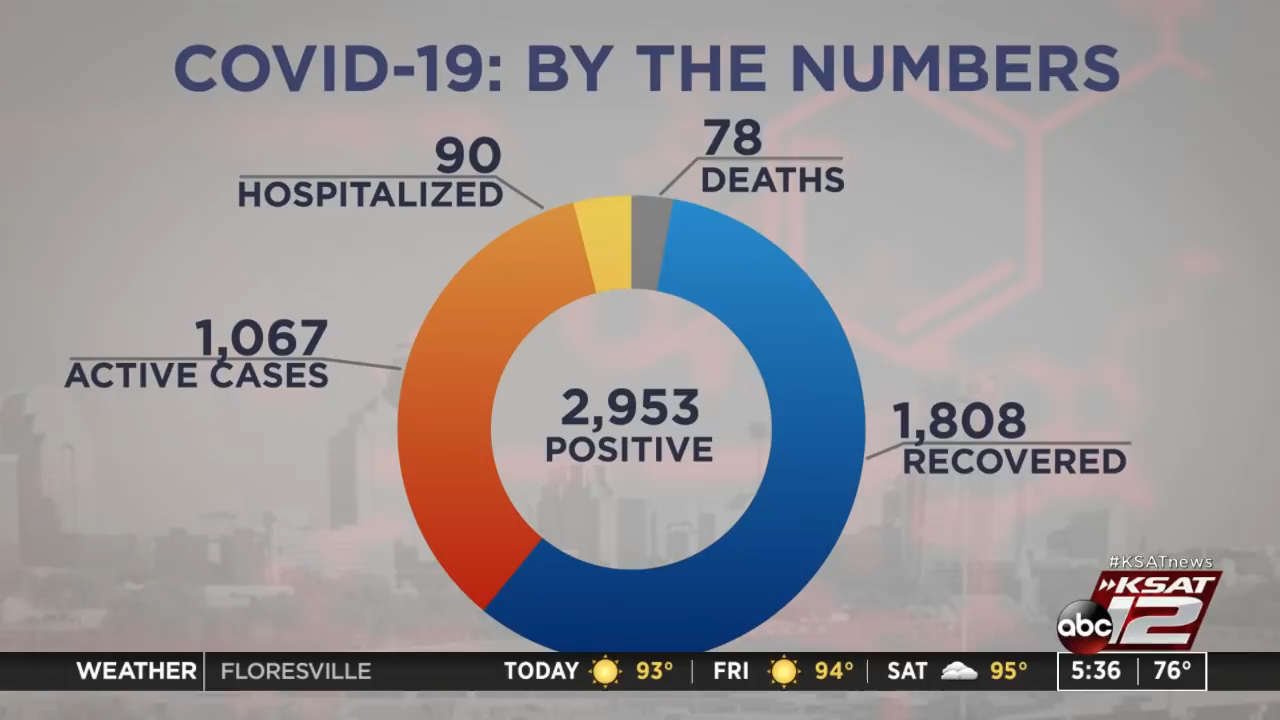 COVID-19: BY THE NUMBERS
90
HOSPITALIZED
78
DEATHS
1,067
ACTIVE CASES
2,953
POSITIVE
1,808
RECOVERED
#KSATnews
KSAT
abc 12
WEATHER FLORESVILLE TODAY 93° FRI 94° SAT 95° 5:36 76°